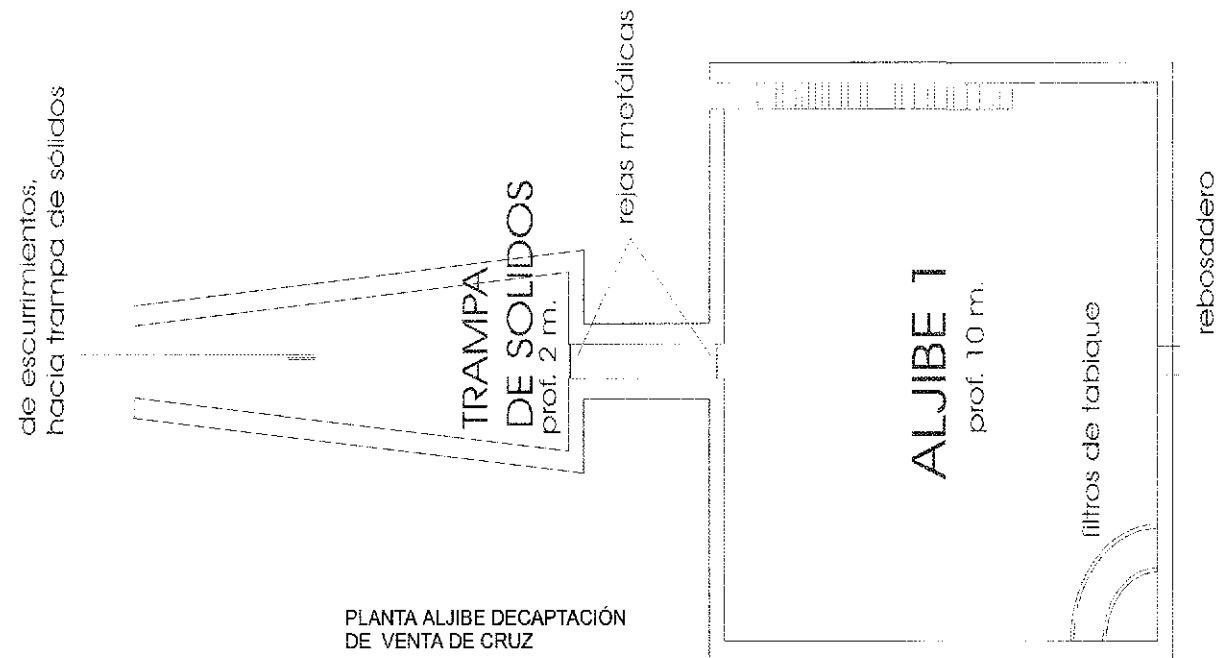 de escurrimientos,
hacia trampa de sólidos
TRAMPA
DE SOLIDOS
prof. 2 m.
rejas metálicas
ALJIBE 1
prof. 10 m.
filtros de tabique
rebosadero
PLANTA ALJIBE DECAPTACIÓN
DE VENTA DE CRUZ